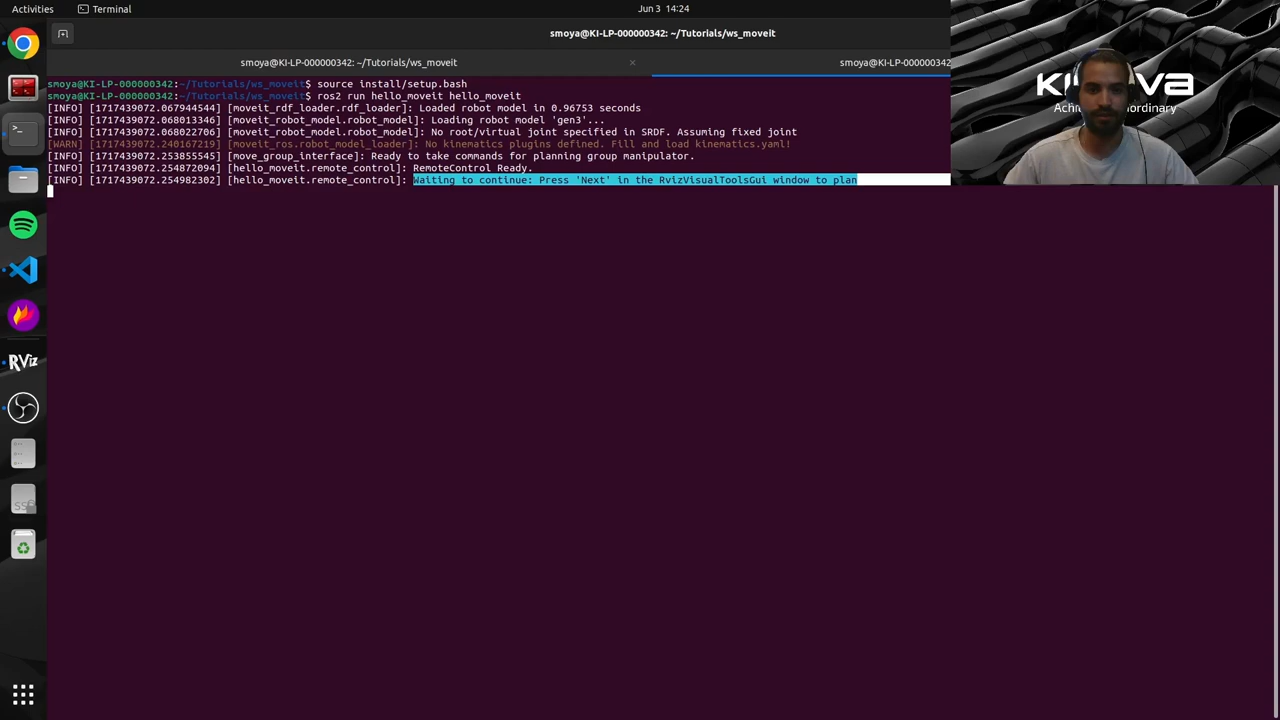 Activities
Terminal
Jun 3 14:24
smoya@KI-LP-000000342: ~/Tutorials/ws_moveit
smoya@KI-LP-000000342: ~/Tutorials/ws_moveit
smoya@KI-LP-000000342
smoya@KI-LP-000000342:~/Tutorials/ws_moveit$ source install/setup.bash
smoya@KI-LP-000000342:~/Tutorials/ws_moveit$ ros2 run hello_moveit hello_moveit
[INFO] [1717439072.067944544] [moveit_rdf_loader.rdf_loader]: Loaded robot model in 0.96753 seconds
[INFO] [1717439072.068013346] [moveit_robot_model.robot_model]: Loading robot model 'gen3'...
[INFO] [1717439072.068022706] [moveit_robot_model.robot_model]: No root/virtual joint specified in SRDF. Assuming fixed joint
[WARN] [1717439072.240167219] [moveit_ros.robot_model_loader]: No kinematics plugins defined. Fill and load kinematics.yaml!
[INFO] [1717439072.253855545] [move_group_interface]: Ready to take commands for planning group manipulator.
[INFO] [1717439072.254872094] [hello_moveit.remote_control]: RemoteControl Ready.
[INFO] [1717439072.254982302] [hello_moveit.remote_control]: Waiting to continue: Press 'Next' in the RvizVisualToolsGui window to plan
RViz